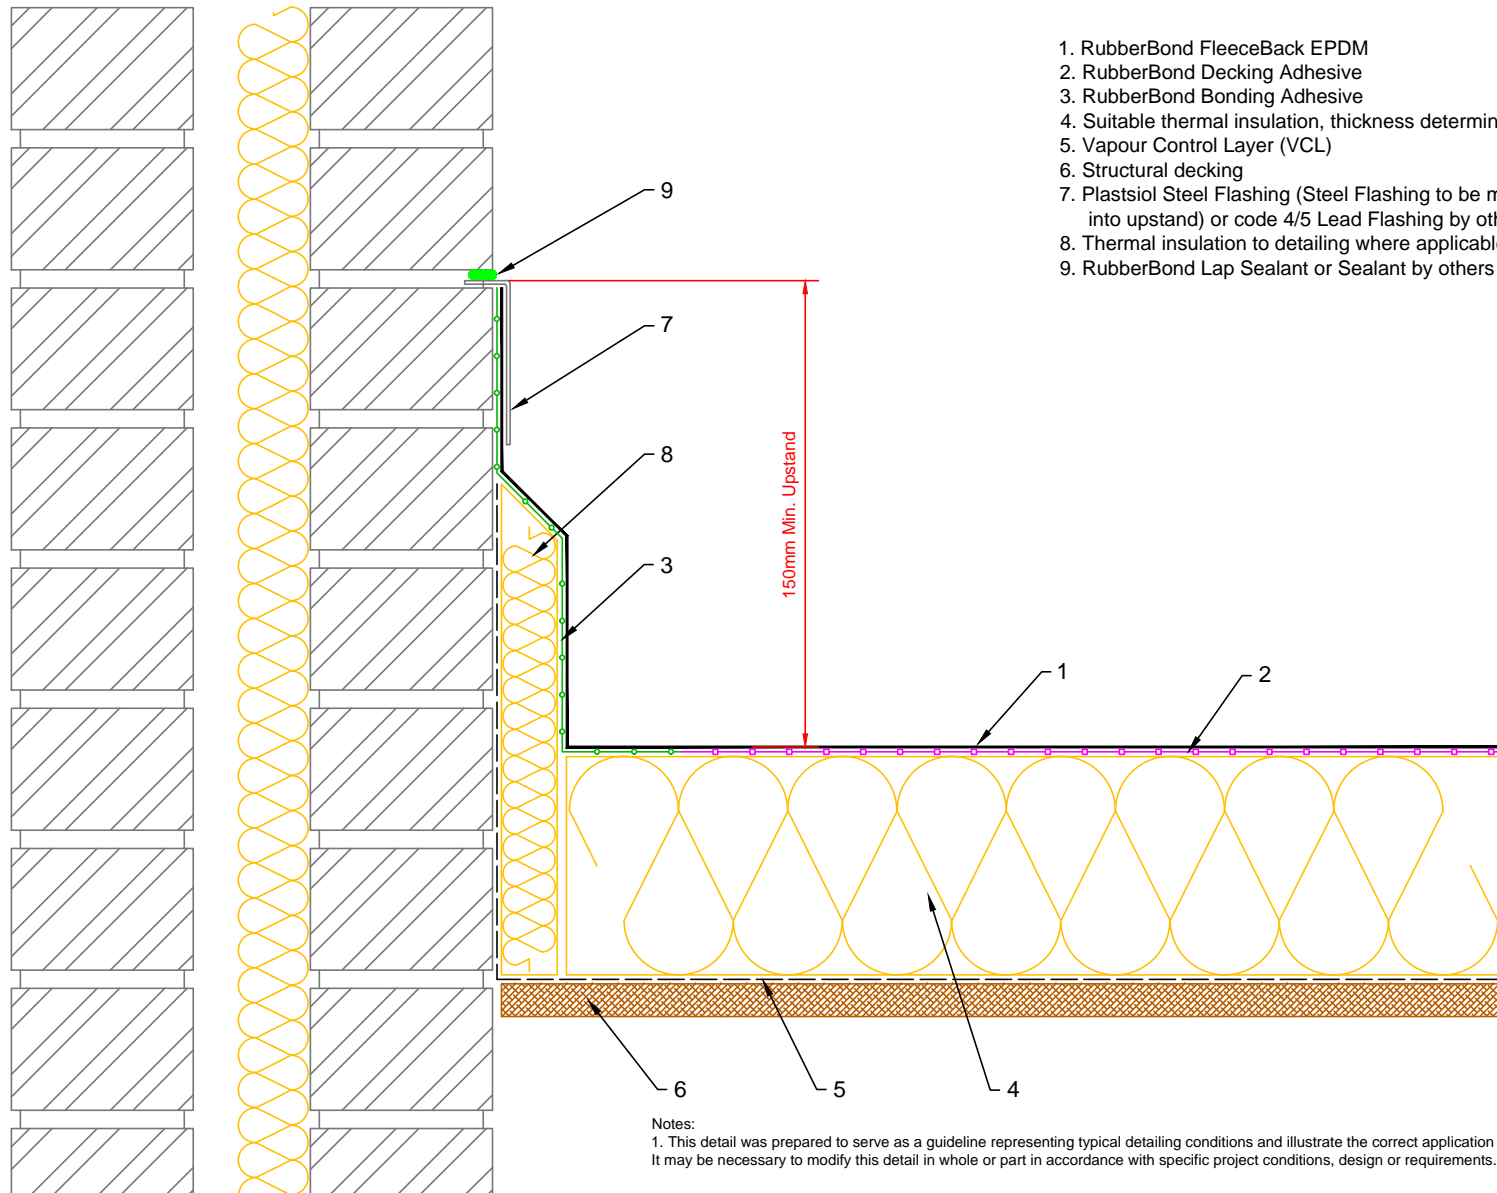 1. RubberBond FleeceBack EPDM
2. RubberBond Decking Adhesive
3. RubberBond Bonding Adhesive
4. Suitable thermal insulation, thickness
5. Vapour Control Layer (VCL)
6. Structural decking
7. Plastsiol Steel Flashing (Steel Flashing to be
into upstand) or code 4/5 Lead Flashing by
8. Thermal insulation to detailing where applicable
9. RubberBond Lap Sealant or Sealant by others
9
7
8
3
150mm Min. Upstand
1
2
6
5
4
Notes:
1. This detail was prepared to serve as a guideline representing typical detailing conditions and illustrate the correct application
It may be necessary to modify this detail in whole or part in accordance with specific project conditions, design or requirements.